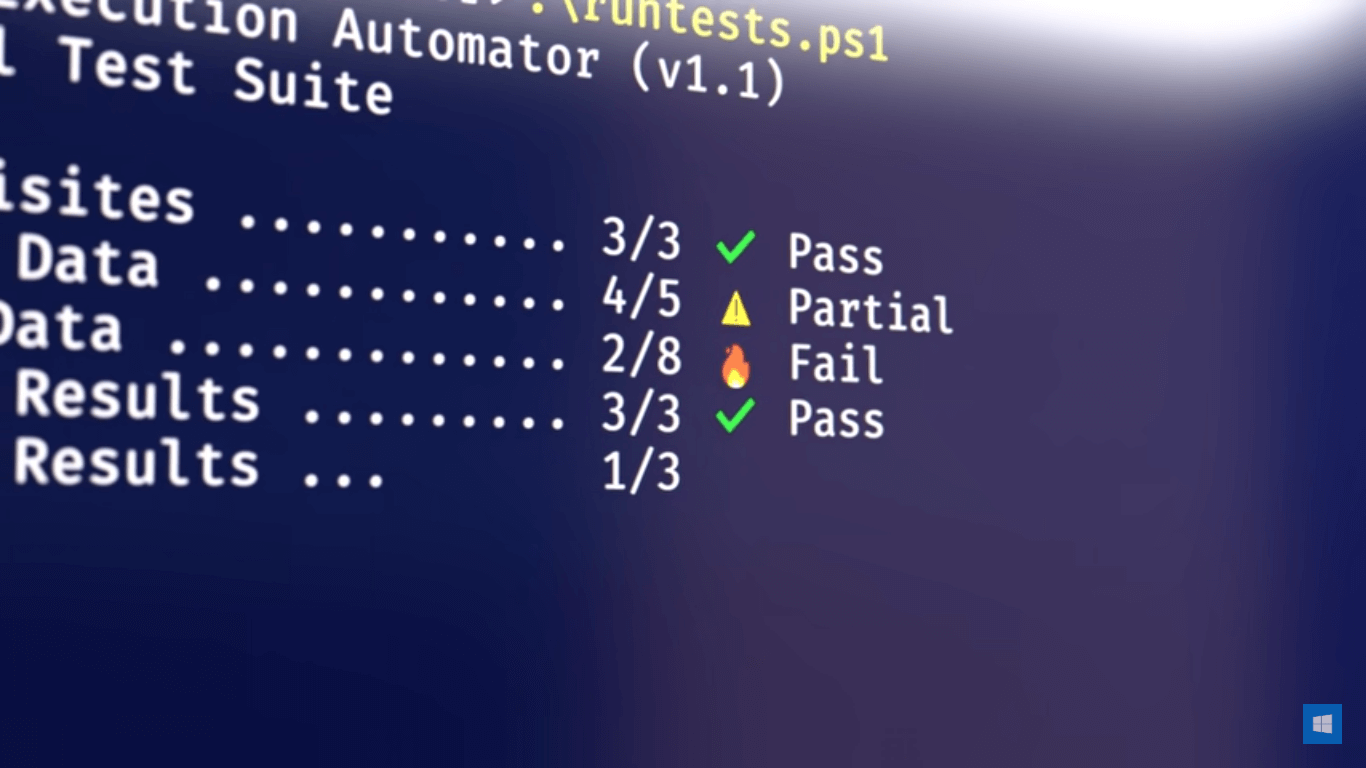 .\runtests.ps1
Execution Automator (v1.1)
l Test Suite
isites ........... 3/3 ✔ Pass
Data ............ 4/5 ⚠ Partial
Data ............. 2/8 🔥 Fail
Results ......... 3/3 ✔ Pass
Results ... 1/3